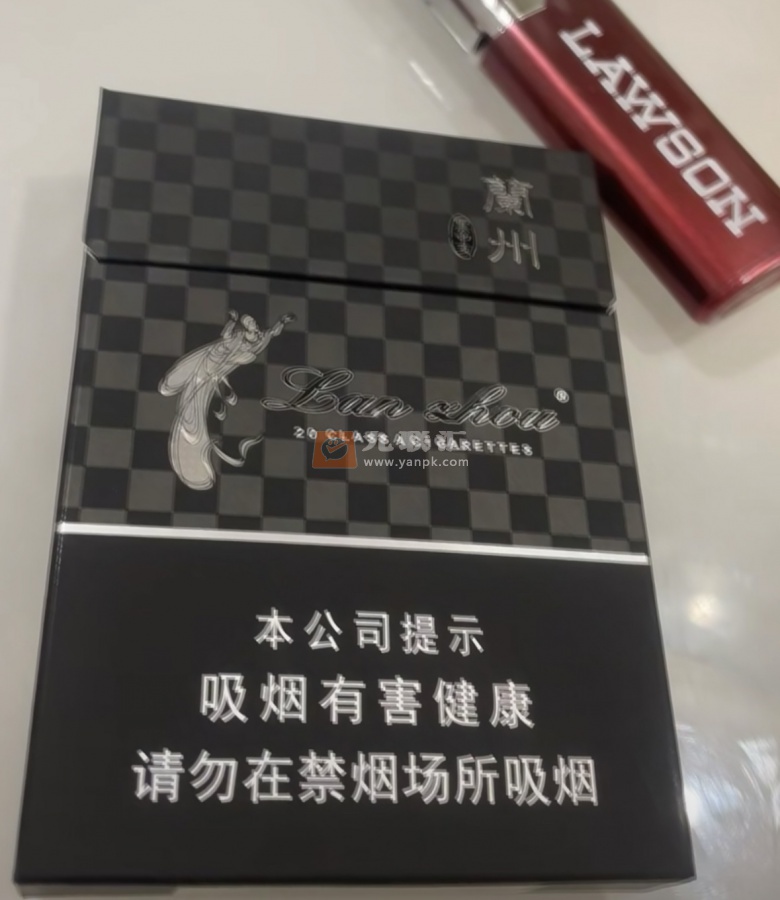 LAWSON
蘭州
Lan zhou ®
20 CLASS A CIGARETTES
www.yanpk.com
本公司提示
吸烟有害健康
请勿在禁烟场所吸烟